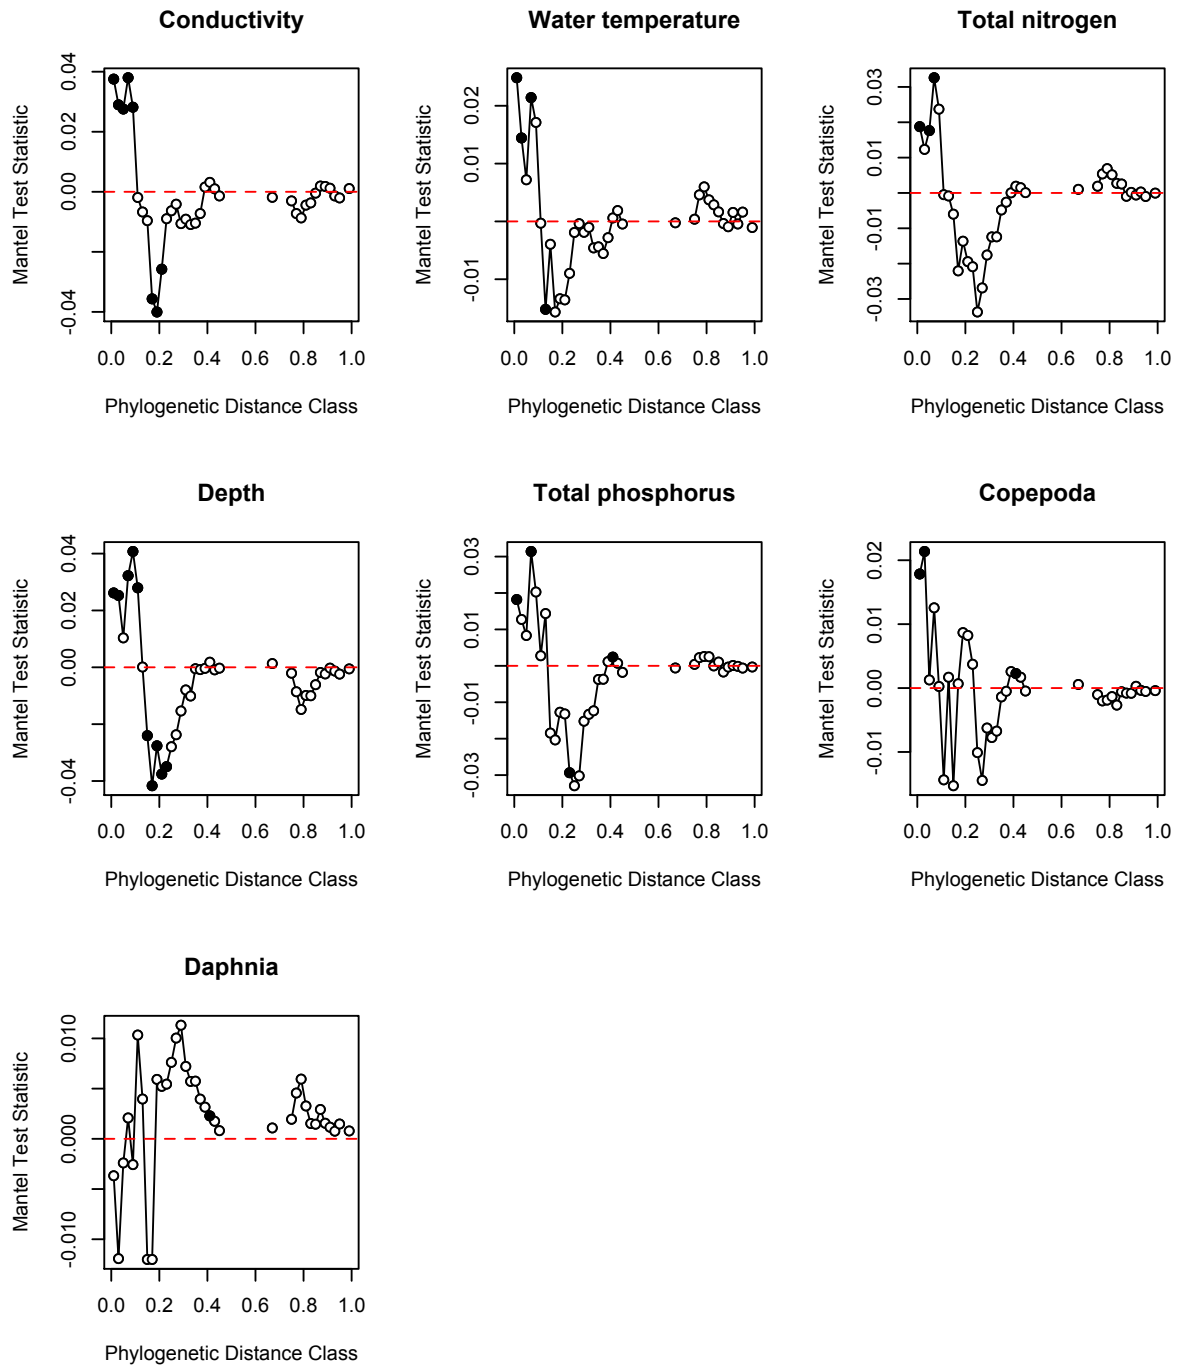 Conductivity
Mantel Test Statistic
0.04
0.02
0.00
-0.04
0.0 0.2 0.4 0.6 0.8 1.0
Phylogenetic Distance Class
Water temperature
Mantel Test Statistic
0.02
0.01
-0.01
0.0 0.2 0.4 0.6 0.8 1.0
Phylogenetic Distance Class
Total nitrogen
Mantel Test Statistic
0.03
0.01
-0.01
-0.03
0.0 0.2 0.4 0.6 0.8 1.0
Phylogenetic Distance Class
Depth
Mantel Test Statistic
0.04
0.02
0.00
-0.04
0.0 0.2 0.4 0.6 0.8 1.0
Phylogenetic Distance Class
Total phosphorus
Mantel Test Statistic
0.03
0.01
-0.01
-0.03
0.0 0.2 0.4 0.6 0.8 1.0
Phylogenetic Distance Class
Copepoda
Mantel Test Statistic
0.02
0.01
0.00
-0.01
0.0 0.2 0.4 0.6 0.8 1.0
Phylogenetic Distance Class
Daphnia
Mantel Test Statistic
0.010
0.000
-0.010
0.0 0.2 0.4 0.6 0.8 1.0
Phylogenetic Distance Class